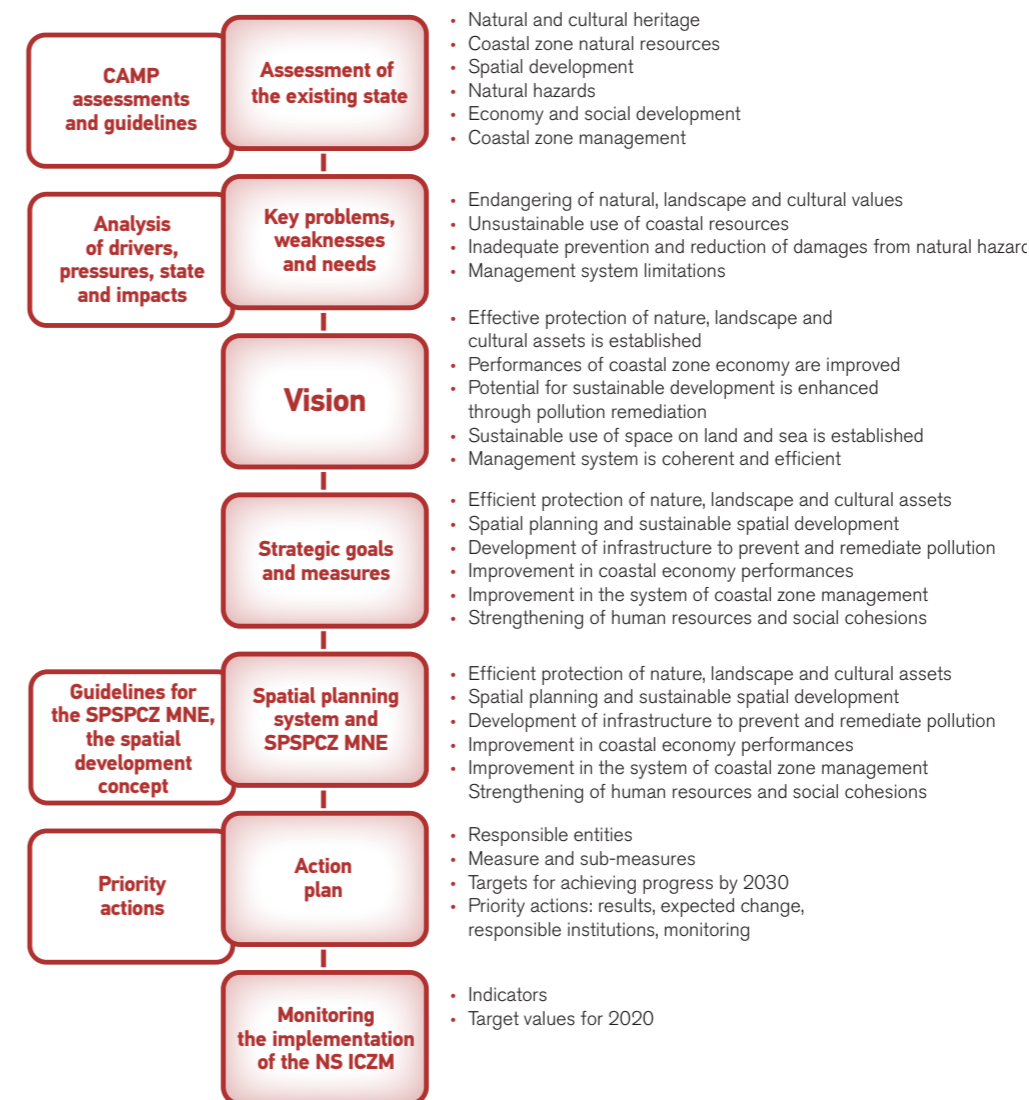 CAMP
assessments
and guidelines
Assessment of
the existing state
• Natural and cultural heritage
• Coastal zone natural resources
• Spatial development
• Natural hazards
• Economy and social development
• Coastal zone management
Analysis
of drivers,
pressures, state
and impacts
Key problems,
weaknesses
and needs
• Endangering of natural, landscape and cultural values
• Unsustainable use of coastal resources
• Inadequate prevention and reduction of damages from natural hazard
• Management system limitations
Vision
• Effective protection of nature, landscape and
cultural assets is established
• Performances of coastal zone economy are improved
• Potential for sustainable development is enhanced
through pollution remediation
• Sustainable use of space on land and sea is established
• Management system is coherent and efficient
Strategic goals
and measures
• Efficient protection of nature, landscape and cultural assets
• Spatial planning and sustainable spatial development
• Development of infrastructure to prevent and remediate pollution
• Improvement in coastal economy performances
• Improvement in the system of coastal zone management
• Strengthening of human resources and social cohesions
Guidelines for
the SPSPCZ MNE,
the spatial
development
concept
Spatial planning
system and
SPSPCZ MNE
• Efficient protection of nature, landscape and cultural assets
• Spatial planning and sustainable spatial development
• Development of infrastructure to prevent and remediate pollution
• Improvement in coastal economy performances
• Improvement in the system of coastal zone management
Strengthening of human resources and social cohesions
Priority
actions
Action
plan
• Responsible entities
• Measure and sub-measures
• Targets for achieving progress by 2030
• Priority actions: results, expected change,
responsible institutions, monitoring
Monitoring
the implementation
of the NS ICZM
• Indicators
• Target values for 2020